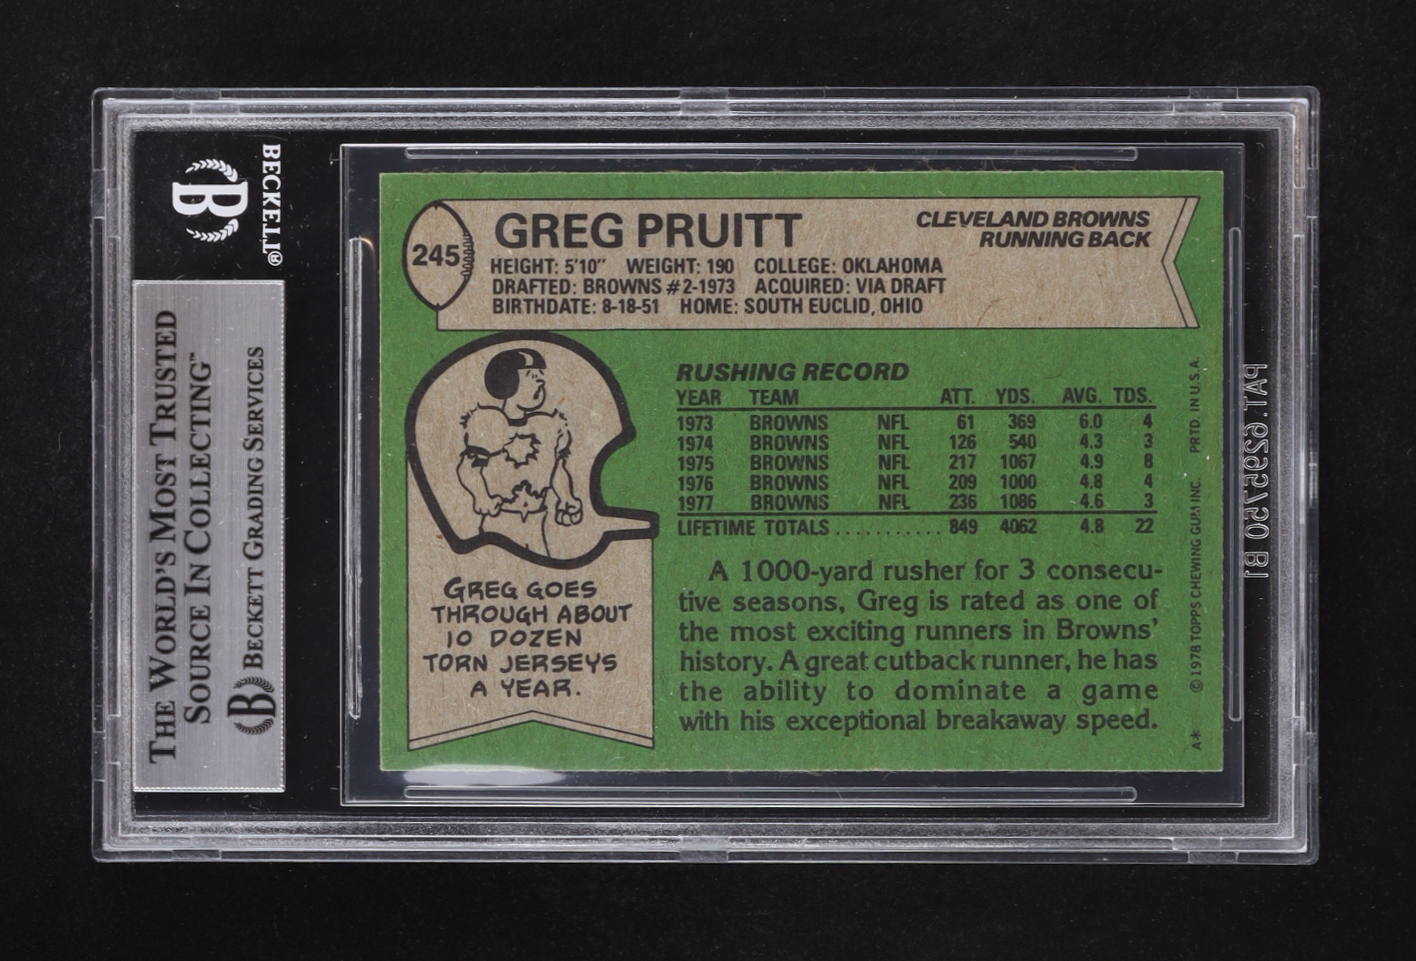 BECKETT®
B
THE WORLD'S MOST TRUSTED
SOURCE IN COLLECTING™
B BECKETT GRADING SERVICES
245
GREG PRUITT
CLEVELAND BROWNS
RUNNING BACK
HEIGHT: 5'10" WEIGHT: 190 COLLEGE: OKLAHOMA
DRAFTED: BROWNS #2-1973 ACQUIRED: VIA DRAFT
BIRTHDATE: 8-18-51 HOME: SOUTH EUCLID, OHIO
GREG GOES
THROUGH ABOUT
10 DOZEN
TORN JERSEYS
A YEAR.
RUSHING RECORD
YEAR TEAM ATT. YDS. AVG. TDS.
1973 BROWNS NFL 61 369 6.0 4
1974 BROWNS NFL 126 540 4.3 3
1975 BROWNS NFL 217 1067 4.9 8
1976 BROWNS NFL 209 1000 4.8 4
1977 BROWNS NFL 236 1086 4.6 3
LIFETIME TOTALS ........... 849 4062 4.8 22
A 1000-yard rusher for 3 consecu-
tive seasons, Greg is rated as one of
the most exciting runners in Browns'
history. A great cutback runner, he has
the ability to dominate a game
with his exceptional breakaway speed.
A* © 1978 TOPPS CHEWING GUM INC. PRTD. IN U.S.A.
PAT. 6295750 B1